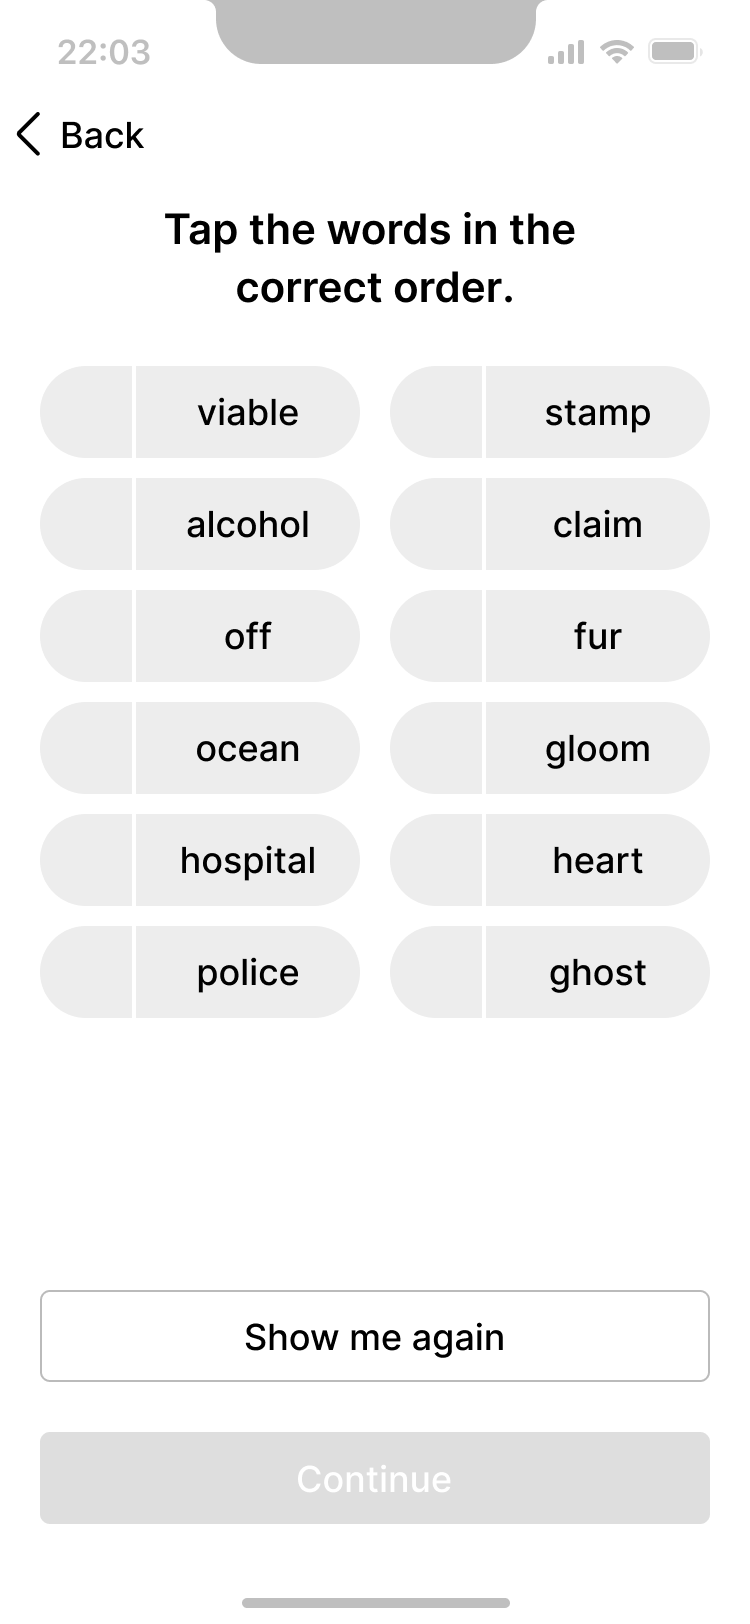 22:03
Back
Tap the words in the
correct order.
viable stamp
alcohol claim
off fur
ocean gloom
hospital heart
police ghost
Show me again
Continue